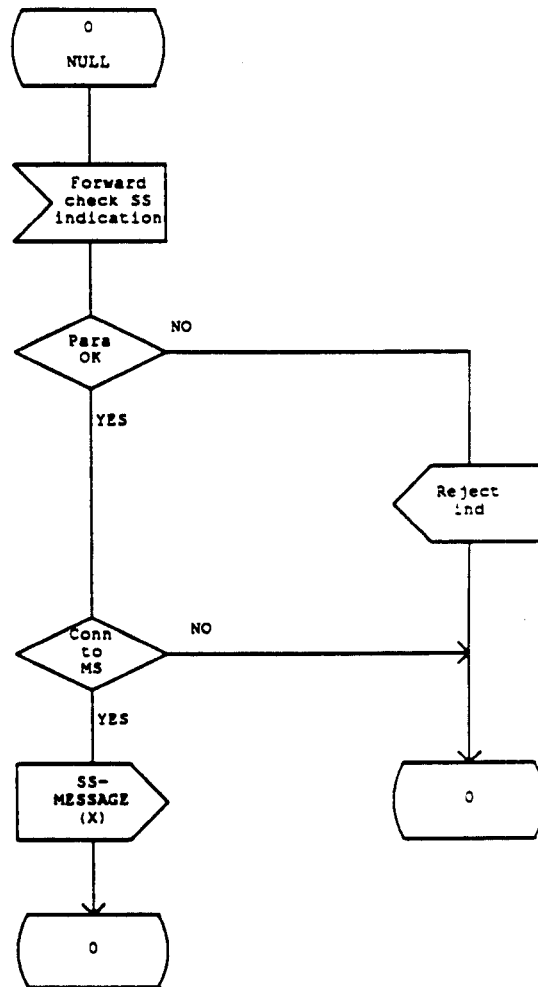 0
NULL
Forward
check SS
indication
Para
OK
NO
YES
Reject
ind
Conn
to
MS
NO
YES
SS-
MESSAGE
(X)
0
0